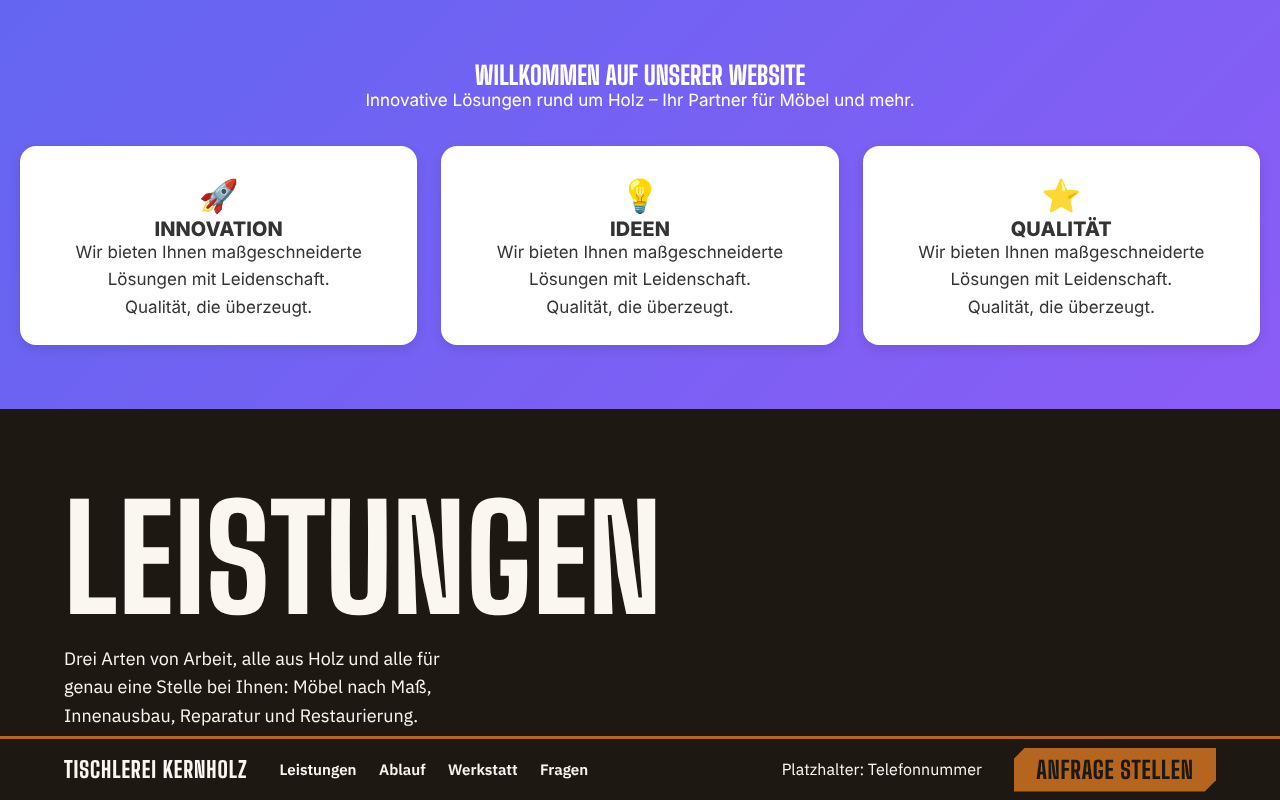 WILLKOMMEN AUF UNSERER WEBSITE
Innovative Lösungen rund um Holz – Ihr Partner für Möbel und mehr.
INNOVATION
Wir bieten Ihnen maßgeschneiderte
Lösungen mit Leidenschaft.
Qualität, die überzeugt.
IDEEN
Wir bieten Ihnen maßgeschneiderte
Lösungen mit Leidenschaft.
Qualität, die überzeugt.
QUALITÄT
Wir bieten Ihnen maßgeschneiderte
Lösungen mit Leidenschaft.
Qualität, die überzeugt.
LEISTUNGEN
Drei Arten von Arbeit, alle aus Holz und alle für
genau eine Stelle bei Ihnen: Möbel nach Maß,
Innenausbau, Reparatur und Restaurierung.
TISCHLEREI KERNHOLZ
Leistungen
Ablauf
Werkstatt
Fragen
Platzhalter: Telefonnummer
ANFRAGE STELLEN